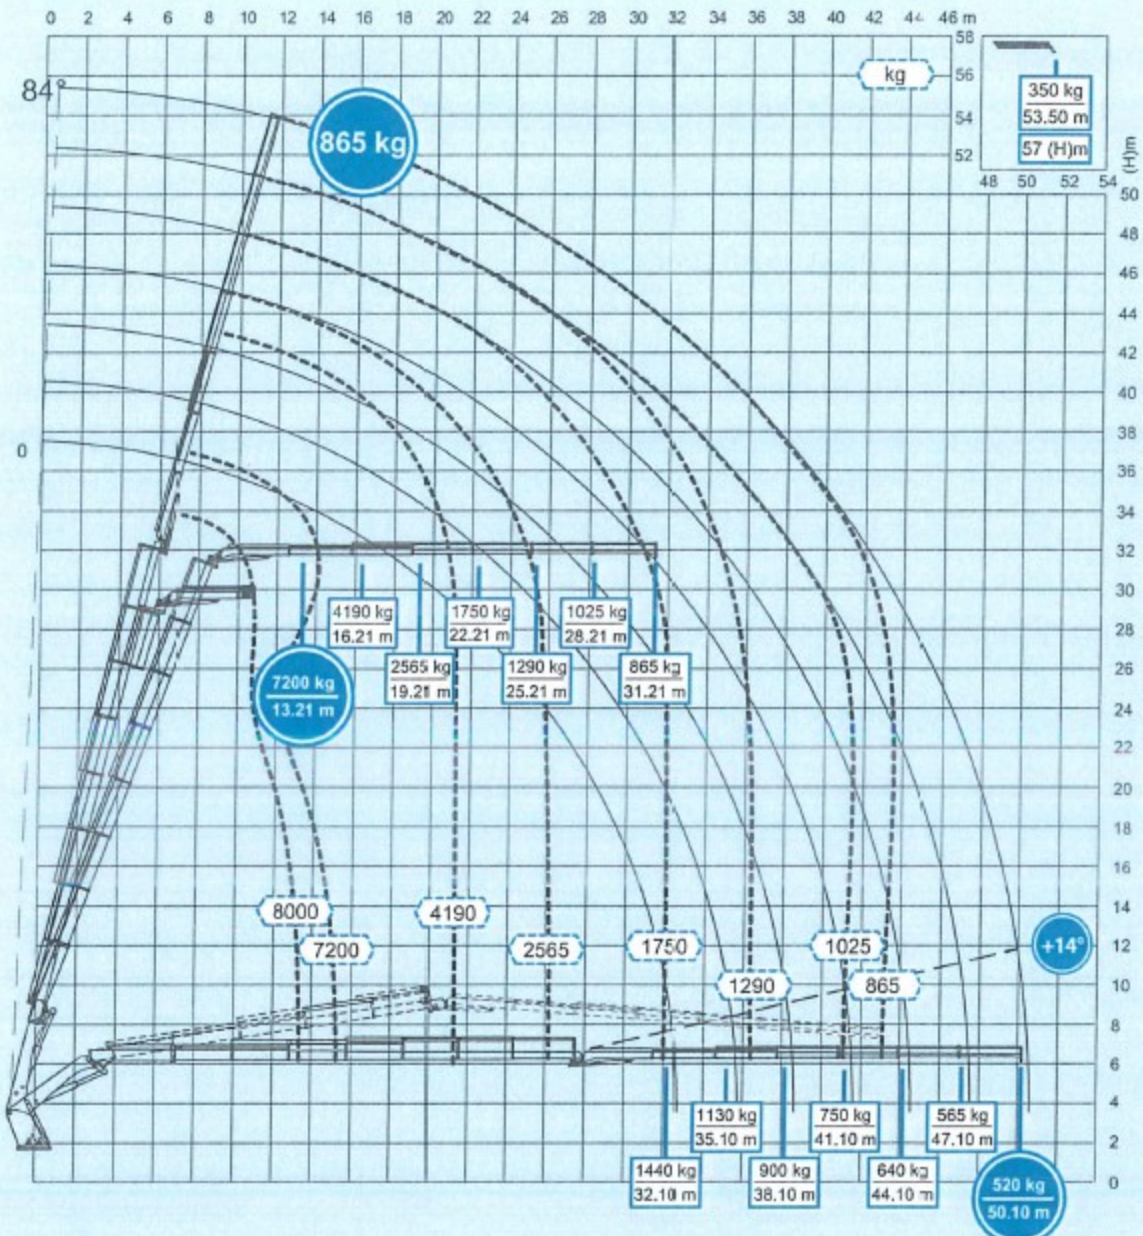 0 2 4 6 8 10 12 14 16 18 20 22 24 26 28 30 32 34 36 38 40 42 44 46 m
58
56
54
52
50
48
46
44
42
40
38
36
34
32
30
28
26
24
22
20
18
16
14
12
10
8
6
4
2
0
(H)m
84°
0
865 kg
kg
350 kg
53.50 m
57 (H)m
48 50 52 54
4190 kg
16.21 m
1750 kg
22.21 m
1025 kg
28.21 m
7200 kg
13.21 m
2565 kg
19.21 m
1290 kg
25.21 m
865 kg
31.21 m
8000
4190
7200
2565
1750
1025
+14°
1290
865
1130 kg
35.10 m
750 kg
41.10 m
565 kg
47.10 m
1440 kg
32.10 m
900 kg
38.10 m
640 kg
44.10 m
520 kg
50.10 m